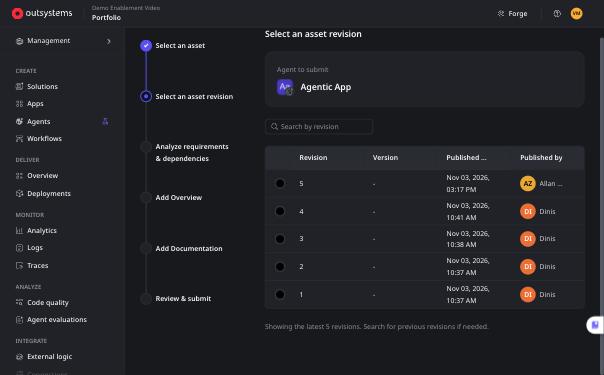 outsystems
Demo Enablement Video
Portfolio
Forge
VM
Management
CREATE
Solutions
Apps
Agents
Workflows
DELIVER
Overview
Deployments
MONITOR
Analytics
Logs
Traces
ANALYZE
Code quality
Agent evaluations
INTEGRATE
External logic
Select an asset
Select an asset revision
Analyze requirements
& dependencies
Add Overview
Add Documentation
Review & submit
Select an asset revision
Agent to submit
Agentic App
Search by revision
Revision Version Published ... Published by
5 - Nov 03, 2026, 03:17 PM AZ Allan ...
4 - Nov 03, 2026, 10:41 AM DI Dinis
3 - Nov 03, 2026, 10:38 AM DI Dinis
2 - Nov 03, 2026, 10:37 AM DI Dinis
1 - Nov 03, 2026, 10:37 AM DI Dinis
Showing the latest 5 revisions. Search for previous revisions if needed.